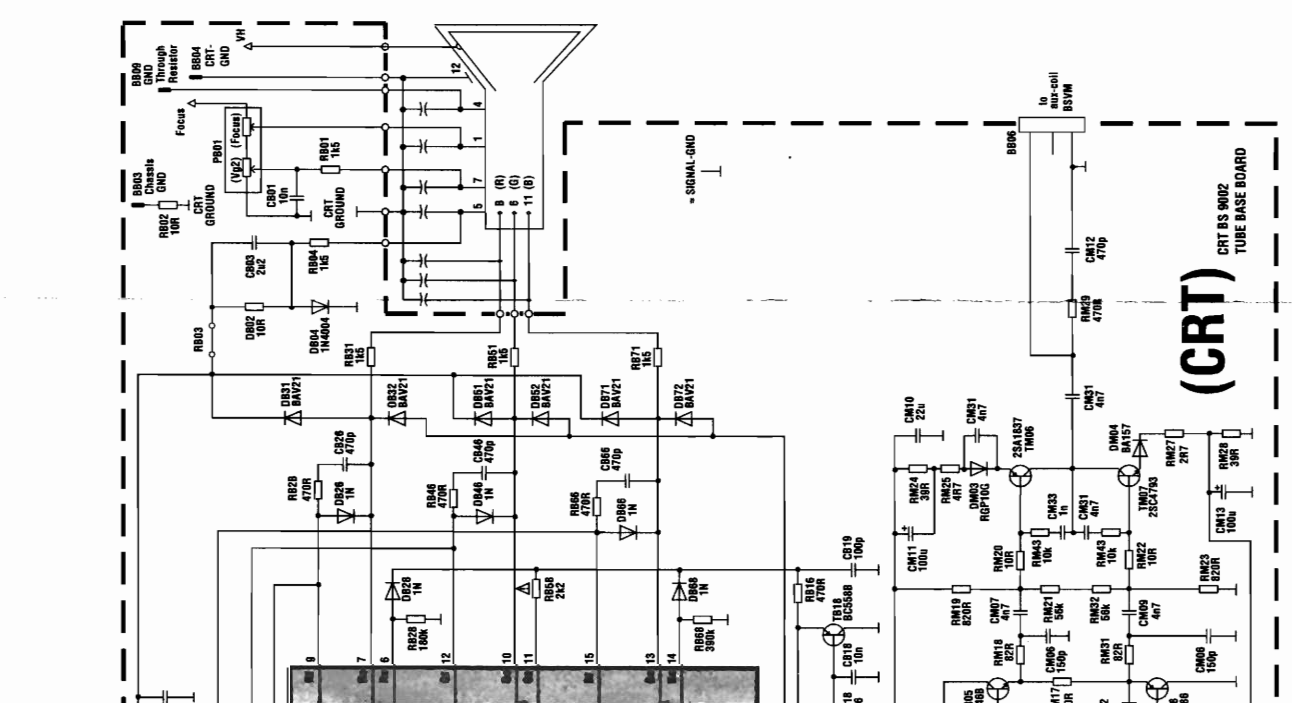 BB09
GND
Through
Resistor
BB04
CRT-
GND
VH
12
4
1
7
5
Focus
PB01
(Focus)
(Vg2)
RB01
1k5
CB01
10n
BB03
Chassis
GND
RB02
10R
CRT
GROUND
CRT
GROUND
8 (R)
6 (G)
11 (B)
CB03
2u2
RB04
1k5
RB03
DB02
10R
DB04
1N4004
RB31
1k5
RB51
1k5
RB71
1k5
= SIGNAL-GND
to
aux-coil
BSVM
BB06
CRT BS 9002
TUBE BASE BOARD
(CRT)
CM12
470p
RM29
470R
CM31
4n7
DB31
BAV21
DB32
BAV21
DB51
BAV21
DB52
BAV21
DB71
BAV21
DB72
BAV21
CB26
470p
CB46
470p
CB66
470p
RB46
470R
RB66
470R
DB26
1N
DB46
1N
DB66
1N
CM10
22u
CM31
4n7
2SA1837
TM06
DM04
BA157
RM27
2R7
RM28
39R
RM24
39R
RM25
4R7
DM03
RGP10G
TM07
2SC4793
CM13
100u
CM11
100u
CM33
1n
CM31
4n7
RM20
10R
RM43
10k
RM43
10k
RM22
10R
DB28
1N
RB28
180k
RB58
2k2
DB68
1N
RB68
390k
RB16
470R
CB19
100p
TB18
BC558B
CB18
10n
RM19
820R
CM07
4n7
RM21
56k
RM32
56k
CM09
4n7
RM23
820R
RM18
82R
CM06
150p
RM31
82R
CM06
150p
9
7
6
12
10
11
15
13
14